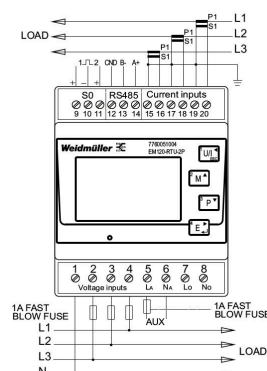 P1 L1
S1
LOAD P1 L2
S1
P1 L3
S1
1 2 GND B- A+
+ - +
S0 RS485 Current inputs
9 10 11 12 13 14 15 16 17 18 19 20
Weidmüller 7760051004
EM120-RTU-2P
U/I
ESC
M
P
E
1 2 3 4 5 6 7 8
Voltage inputs LA NA Lo No
1A FAST
BLOW FUSE
1A FAST
BLOW FUSE
AUX
L1
L2
L3 LOAD
N